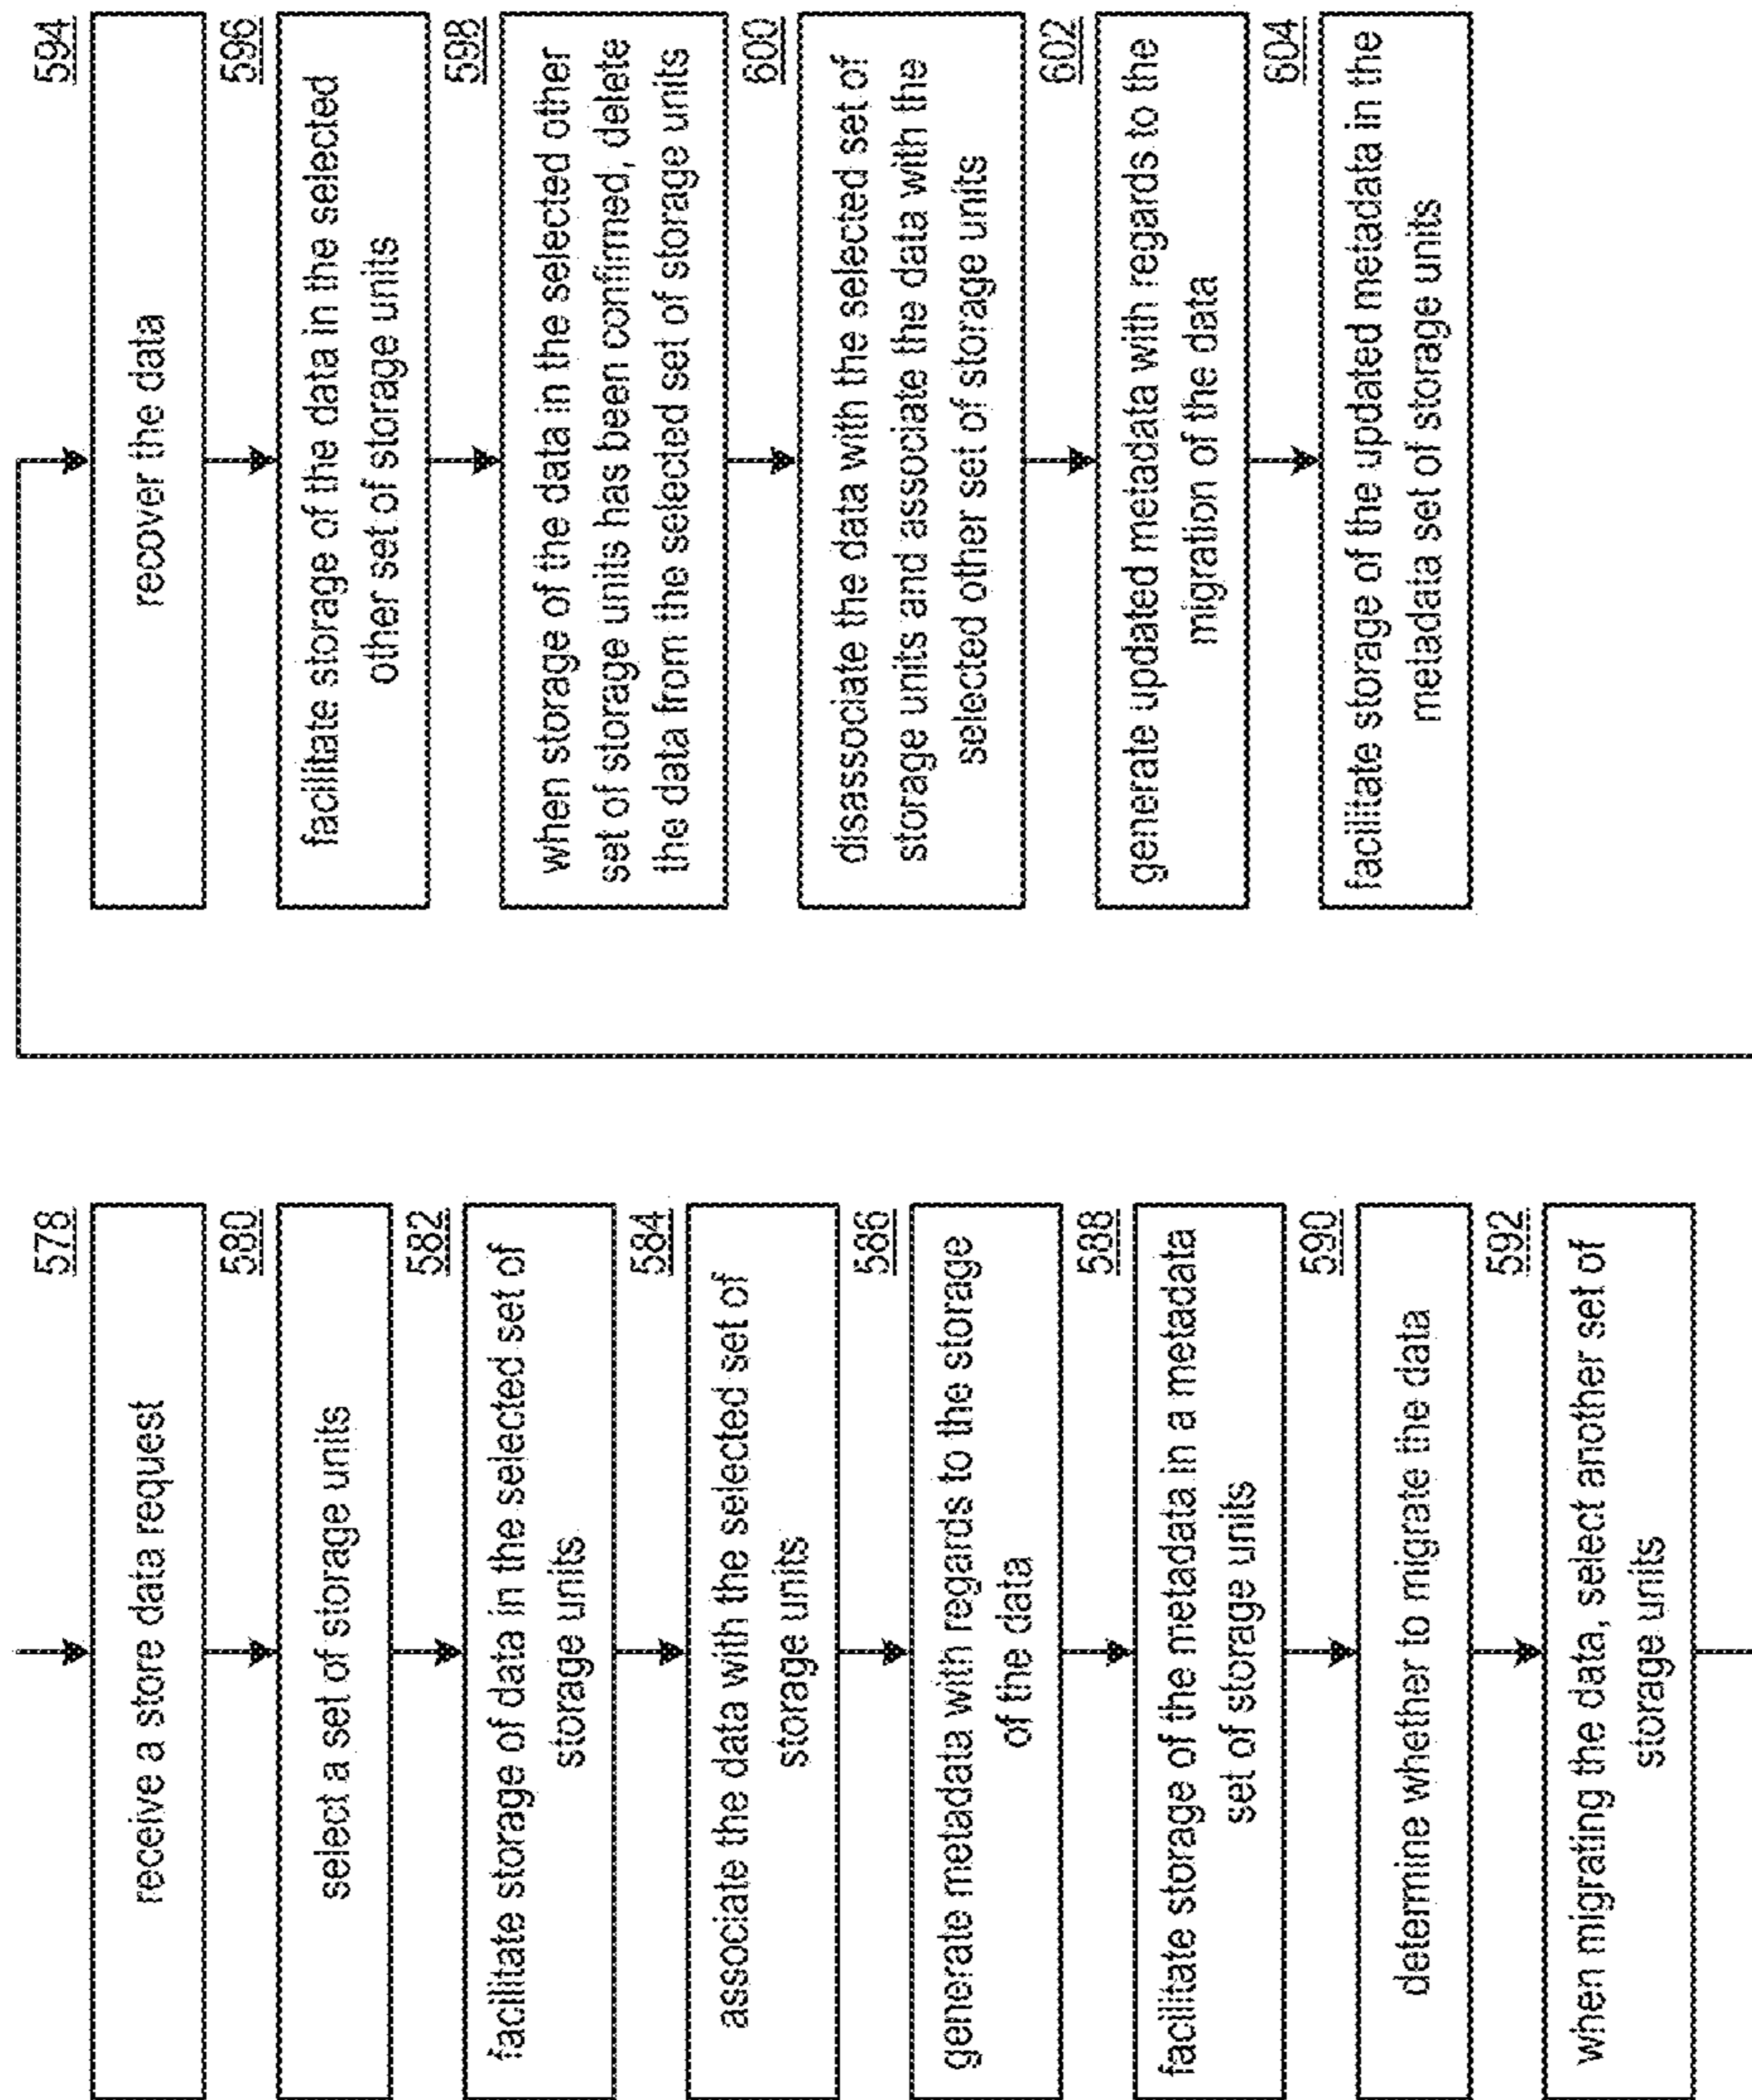 578
receive a store data request
580
select a set of storage units
582
facilitate storage of data in the selected set of
storage units
584
associate the data with the selected set of
storage units
586
generate metadata with regards to the storage
of the data
588
facilitate storage of the metadata in a metadata
set of storage units
590
determine whether to migrate the data
592
when migrating the data, select another set of
storage units
594
recover the data
596
facilitate storage of the data in the selected
other set of storage units
598
when storage of the data in the selected other
set of storage units has been confirmed, delete
the data from the selected set of storage units
600
disassociate the data with the selected set of
storage units and associate the data with the
selected other set of storage units
602
generate updated metadata with regards to the
migration of the data
604
facilitate storage of the updated metadata in the
metadata set of storage units